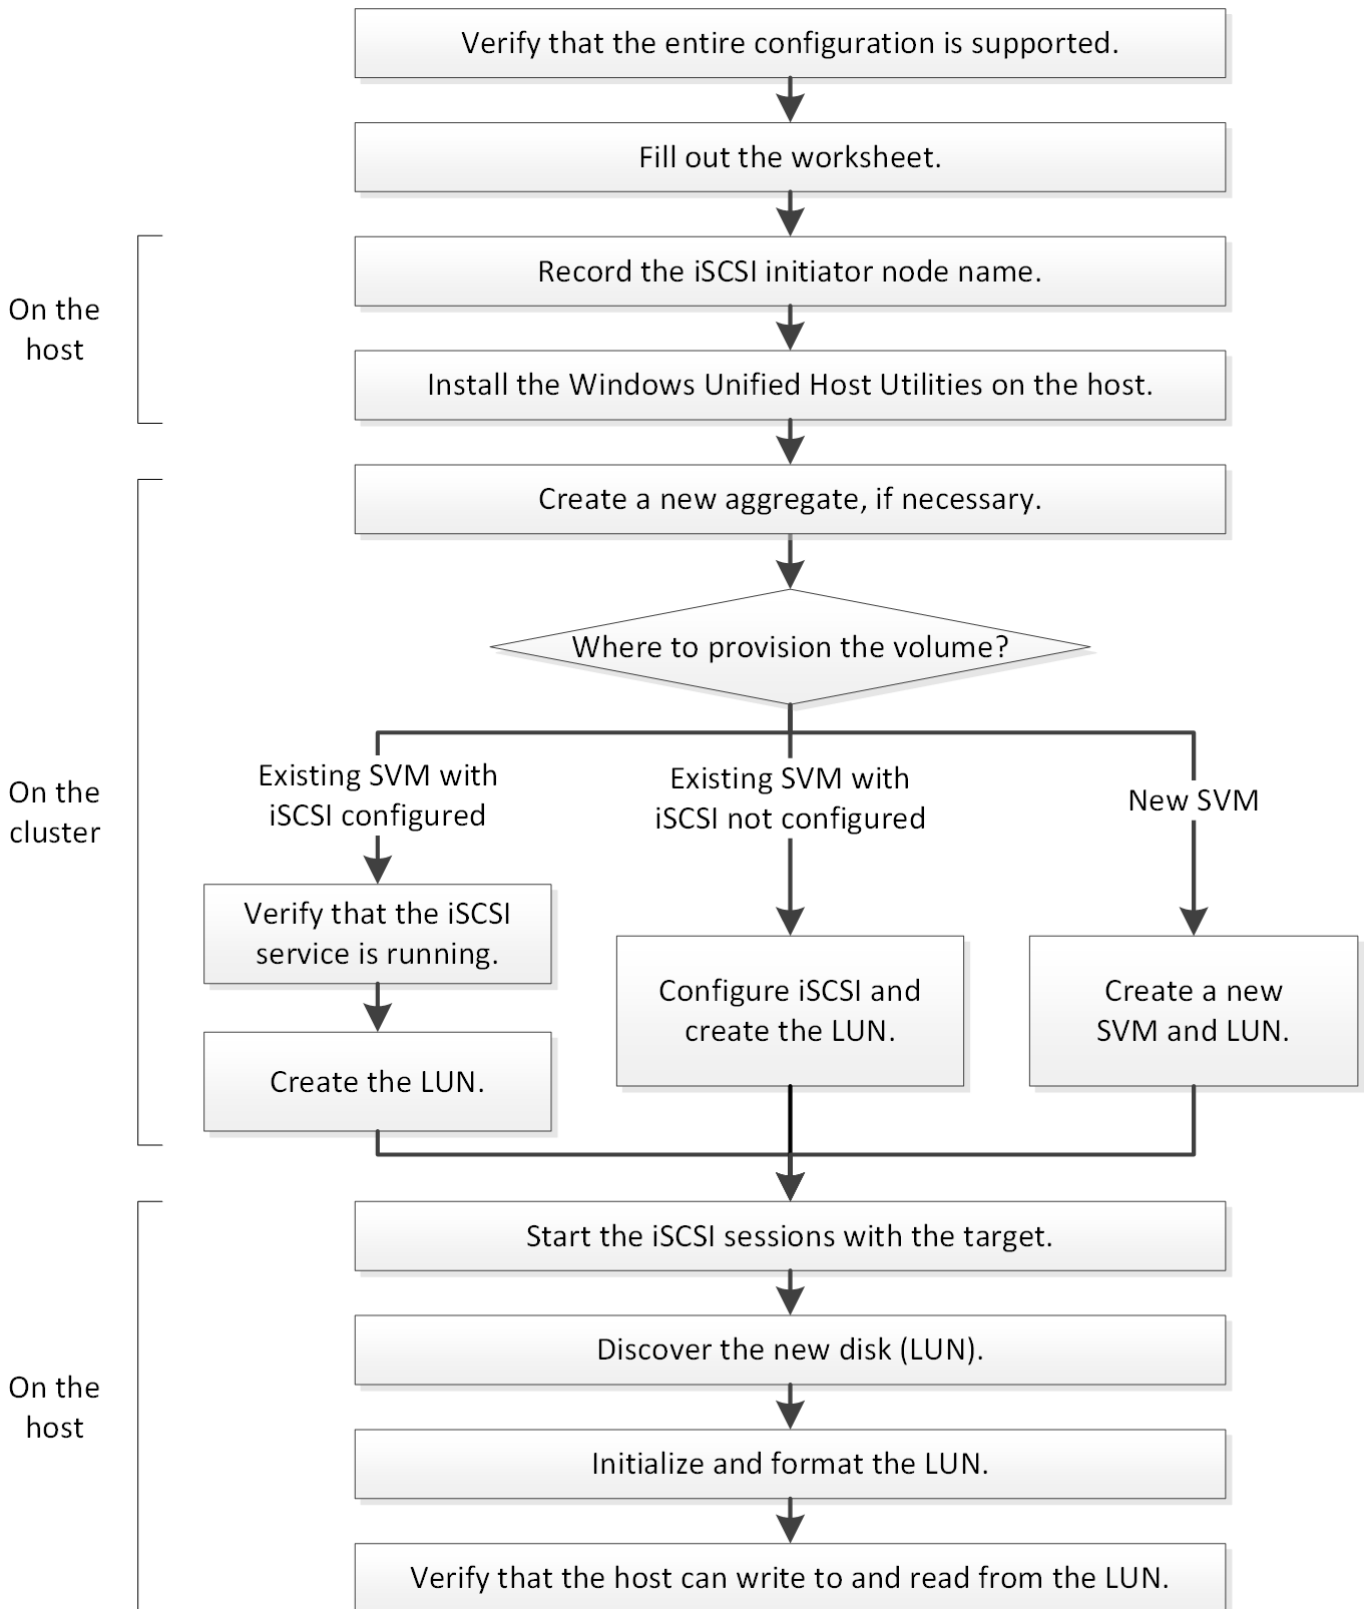 Verify that the entire configuration is supported.
Fill out the worksheet.
On the
host
Record the iSCSI initiator node name.
Install the Windows Unified Host Utilities on the host.
On the
cluster
Create a new aggregate, if necessary.
Where to provision the volume?
Existing SVM with
iSCSI configured
Existing SVM with
iSCSI not configured
New SVM
Verify that the iSCSI
service is running.
Create the LUN.
Configure iSCSI and
create the LUN.
Create a new
SVM and LUN.
On the
host
Start the iSCSI sessions with the target.
Discover the new disk (LUN).
Initialize and format the LUN.
Verify that the host can write to and read from the LUN.